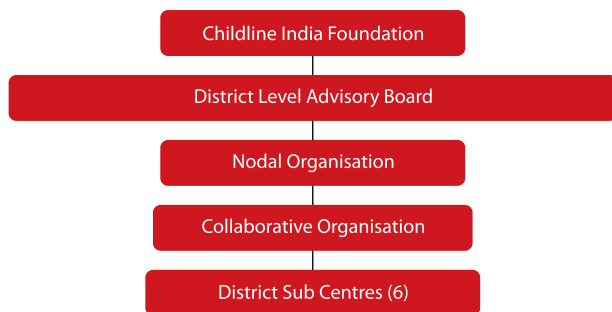 Childline India Foundation
District Level Advisory Board
Nodal Organisation
Collaborative Organisation
District Sub Centres (6)